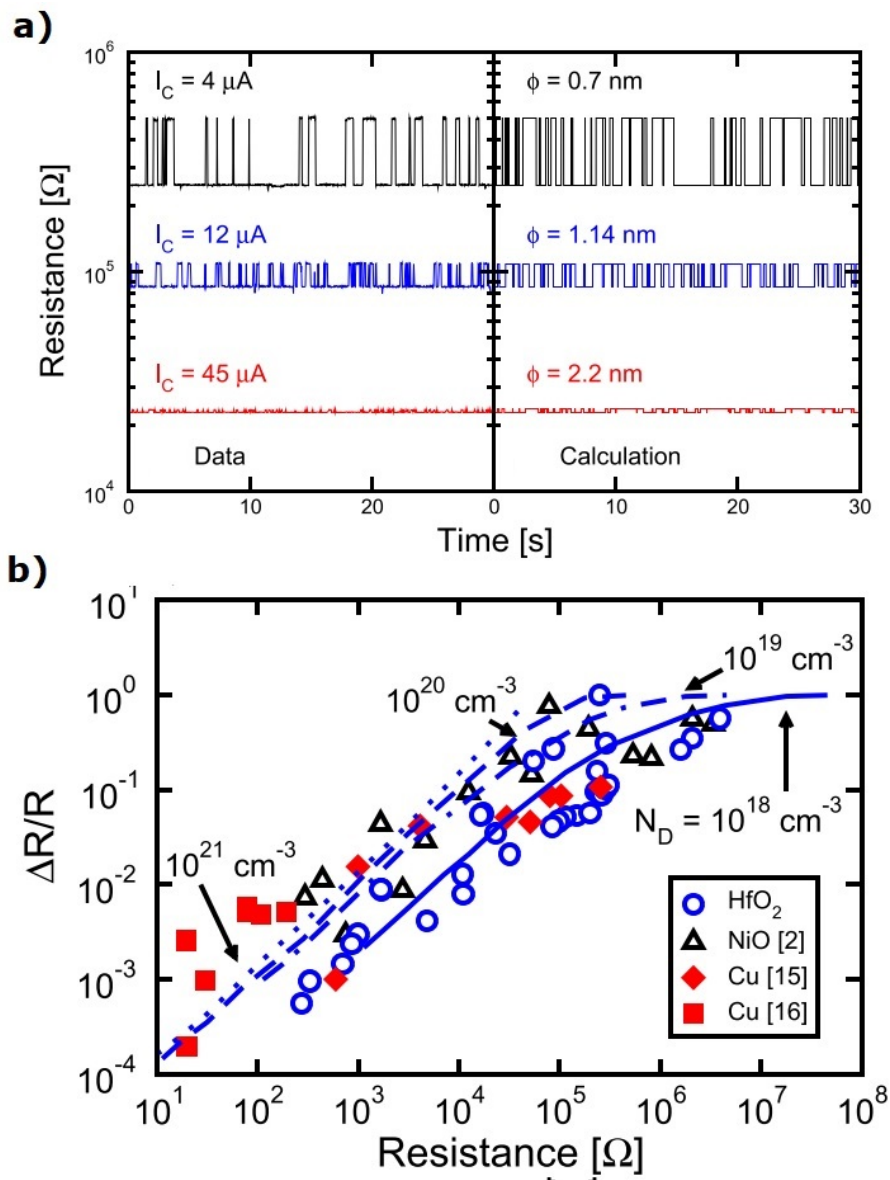 a)
10^6
I_C = 4 μA
ϕ = 0.7 nm
I_C = 12 μA
ϕ = 1.14 nm
10^5
I_C = 45 μA
ϕ = 2.2 nm
Data
Calculation
10^4
Resistance [Ω]
0 10 20 0 10 20 30
Time [s]
b)
10^1
10^0
10^-1
10^-2
10^-3
10^-4
ΔR/R
10^19 cm^-3
10^20 cm^-3
N_D = 10^18 cm^-3
10^21 cm^-3
HfO_2
NiO [2]
Cu [15]
Cu [16]
10^1 10^2 10^3 10^4 10^5 10^6 10^7 10^8
Resistance [Ω]